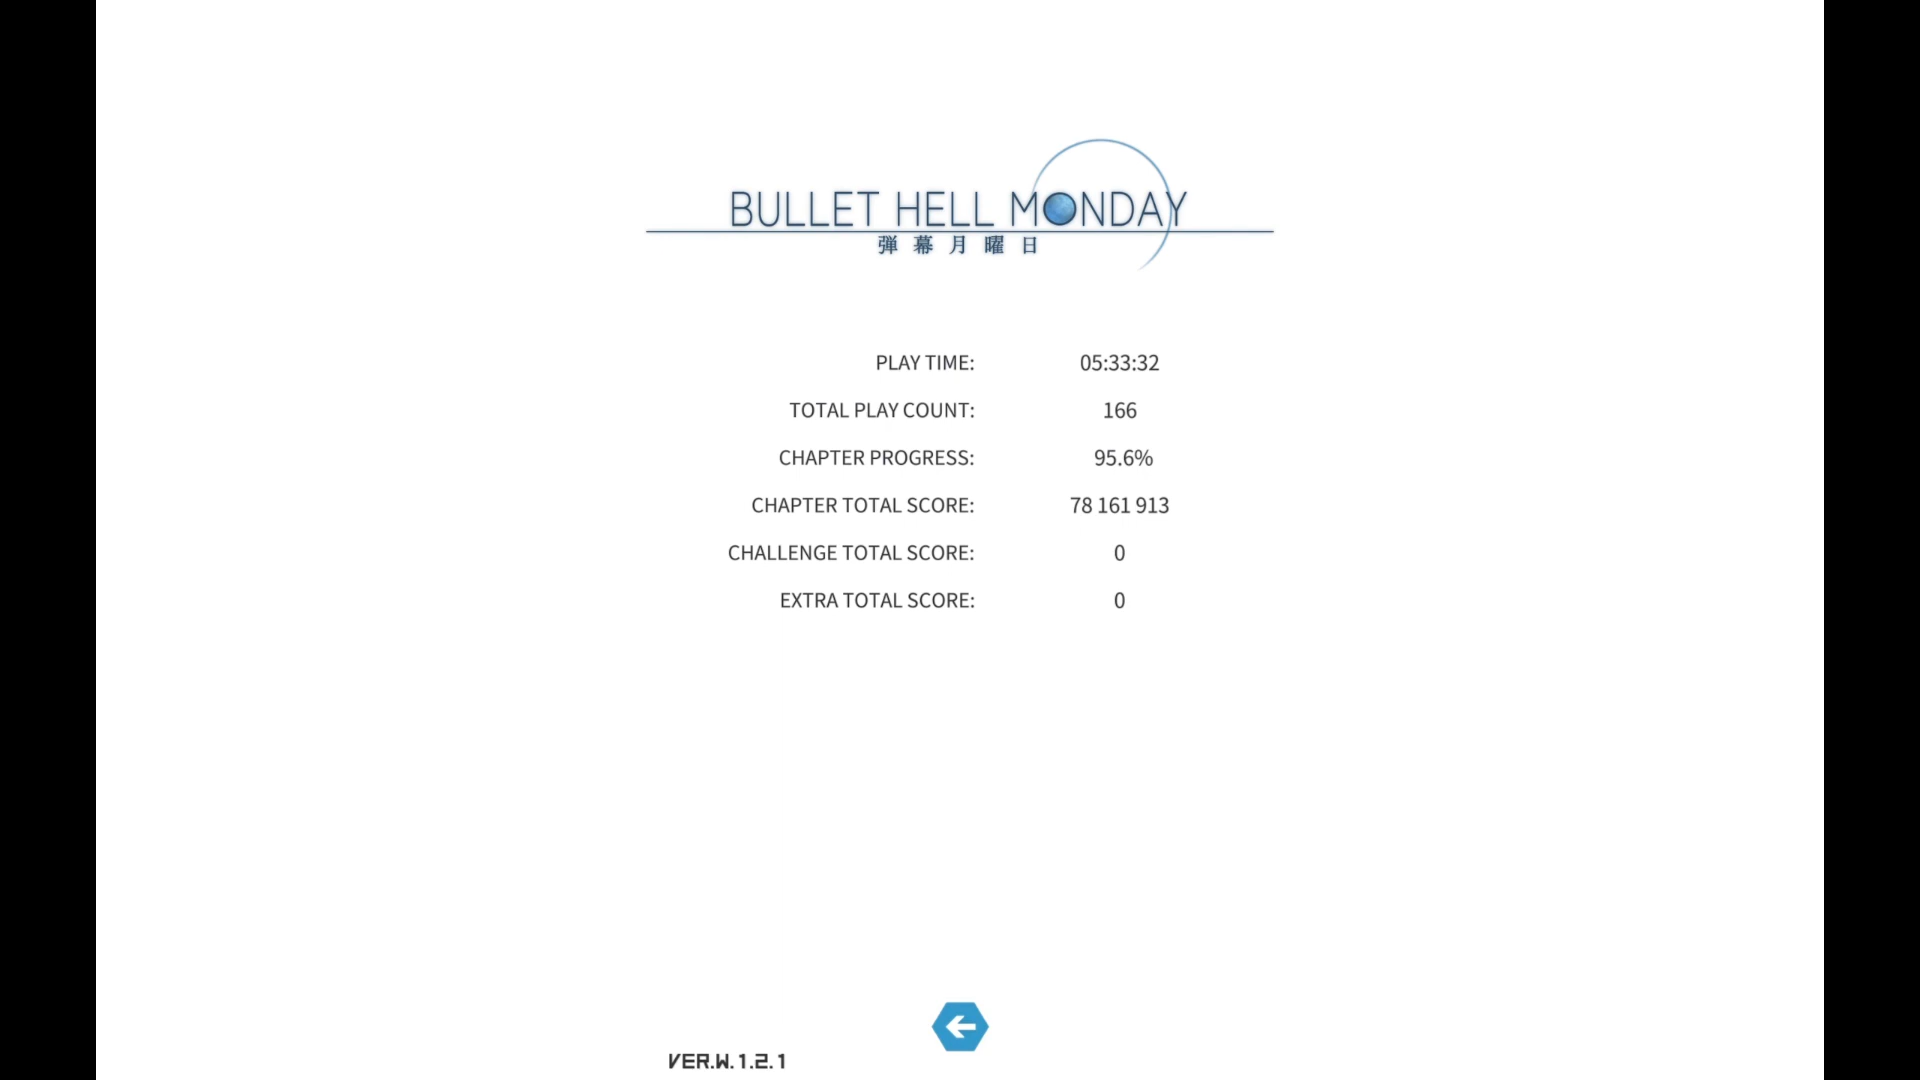 BULLET HELL MONDAY
弾幕月曜日
PLAY TIME: 05:33:32
TOTAL PLAY COUNT: 166
CHAPTER PROGRESS: 95.6%
CHAPTER TOTAL SCORE: 78 161 913
CHALLENGE TOTAL SCORE: 0
EXTRA TOTAL SCORE: 0
VER.W.1.2.1